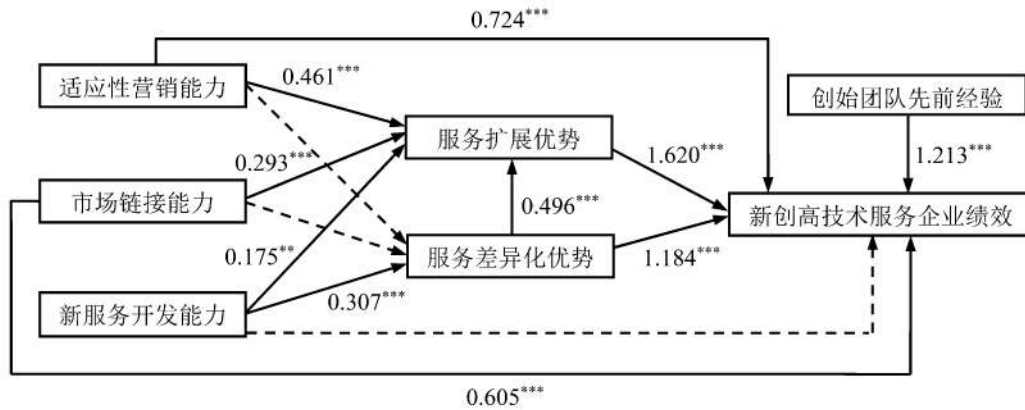 0.724***
适应性营销能力
0.461***
创始团队先前经验
服务扩展优势
0.293***
1.620***
1.213***
市场链接能力
0.496***
新创高技术服务企业绩效
0.175**
服务差异化优势
1.184***
新服务开发能力
0.307***
0.605***